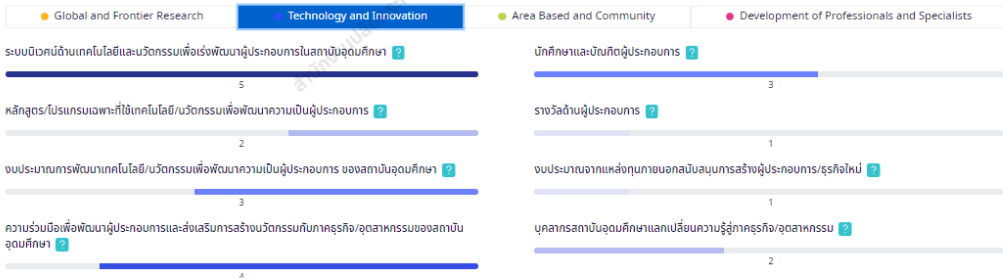 Global and Frontier Research
Technology and Innovation
Area Based and Community
Development of Professionals and Specialists
ระบบนิเวศน์ด้านเทคโนโลยีและนวัตกรรมเพื่อเร่งพัฒนาผู้ประกอบการในสถาบันอุดมศึกษา ?
5
นักศึกษาและบัณฑิตผู้ประกอบการ ?
3
หลักสูตร/โปรแกรมเฉพาะที่ใช้เทคโนโลยี/นวัตกรรมเพื่อพัฒนาความเป็นผู้ประกอบการ ?
2
รางวัลด้านผู้ประกอบการ ?
1
งบประมาณการพัฒนาเทคโนโลยี/นวัตกรรมเพื่อพัฒนาความเป็นผู้ประกอบการ ของสถาบันอุดมศึกษา ?
3
งบประมาณจากแหล่งทุนภายนอกสนับสนุนการสร้างผู้ประกอบการ/ธุรกิจใหม่ ?
1
ความร่วมมือเพื่อพัฒนาผู้ประกอบการและส่งเสริมการสร้างนวัตกรรมกับภาคธุรกิจ/อุตสาหกรรมของสถาบัน
อุดมศึกษา ?
4
บุคลากรสถาบันอุดมศึกษาแลกเปลี่ยนความรู้สู่ภาคธุรกิจ/อุตสาหกรรม ?
2